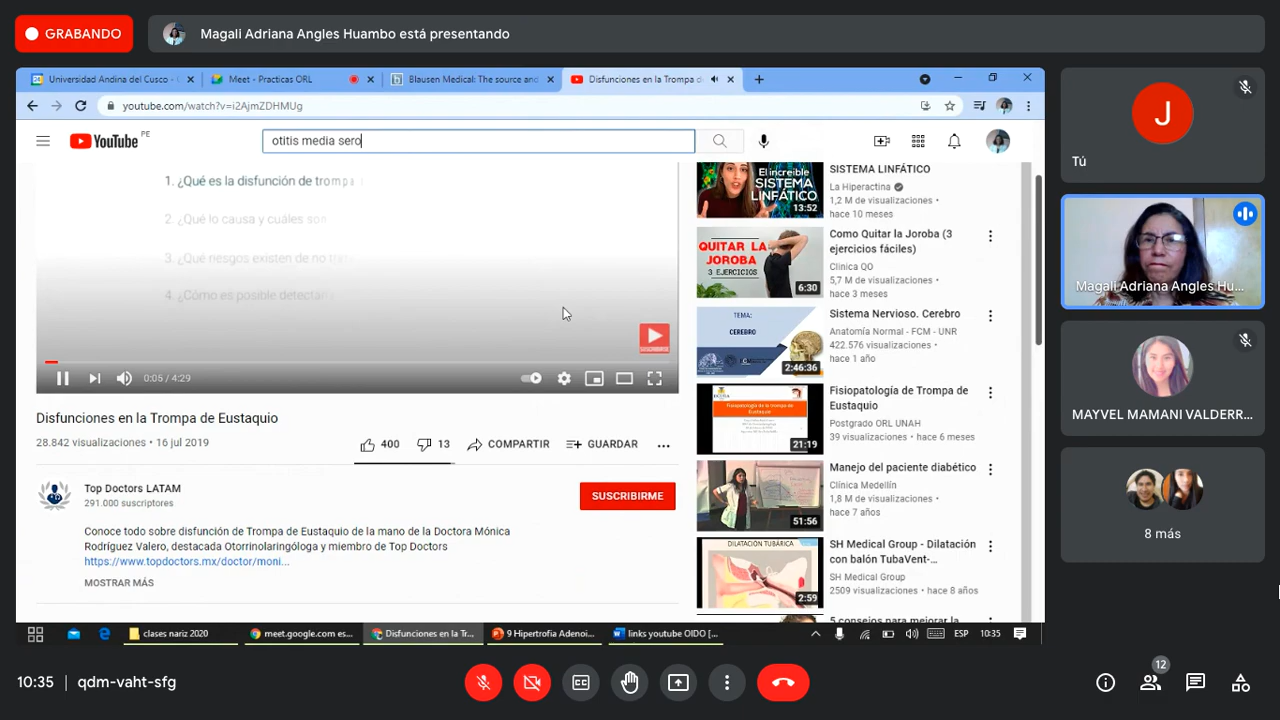 GRABANDO
Magali Adriana Angles Huambo está presentando
Universidad Andina del Cusco -
Meet - Practicas ORL
Blausen Medical: The source and
Disfunciones en la Trompa d
youtube.com/watch?v=i2AjmZDHMUg
YouTube PE
otitis media sero
1. ¿Qué es la disfunción de trompa
2. ¿Qué lo causa y cuáles son
3. ¿Qué riesgos existen de no
4. ¿Cómo es posible
SUSCRIBIRTE
0:05 / 4:29
Disfunciones en la Trompa de Eustaquio
28.842 visualizaciones • 16 jul 2019
400
13
COMPARTIR
GUARDAR
Top Doctors LATAM
291.000 suscriptores
SUSCRIBIRME
Conoce todo sobre disfunción de Trompa de Eustaquio de la mano de la Doctora Mónica
Rodríguez Valero, destacada Otorrinolaringóloga y miembro de Top Doctors
https://www.topdoctors.mx/doctor/moni...
MOSTRAR MÁS
El increible
SISTEMA
LINFÁTICO
13:52
SISTEMA LINFÁTICO
La Hiperactina
1,2 M de visualizaciones •
hace 10 meses
QUITAR LA
JOROBA
3 EJERCICIOS
6:30
Como Quitar la Joroba (3
ejercicios fáciles)
Clinica QO
5,7 M de visualizaciones •
hace 3 meses
TEMA:
CEREBRO
2:46:36
Sistema Nervioso. Cerebro
Anatomía Normal - FCM - UNR
422.576 visualizaciones •
hace 1 año
21:19
Fisiopatología de Trompa de
Eustaquio
Postgrado ORL UNAH
39 visualizaciones • hace 6 meses
51:56
Manejo del paciente diabético
Clínica Medellín
1,8 M de visualizaciones •
hace 7 años
DILATACIÓN TUBÁRICA
2:59
SH Medical Group - Dilatación
con balón TubaVent-...
SH Medical Group
2509 visualizaciones • hace 8 años
5 consejos para mejorar la
clases nariz 2020
meet.google.com es...
Disfunciones en la Tr...
9 Hipertrofia Adenoi...
links youtube OIDO [...
ESP
10:35
J
Tú
Magali Adriana Angles Hu...
MAYVEL MAMANI VALDERR...
8 más
10:35
qdm-vaht-sfg
12